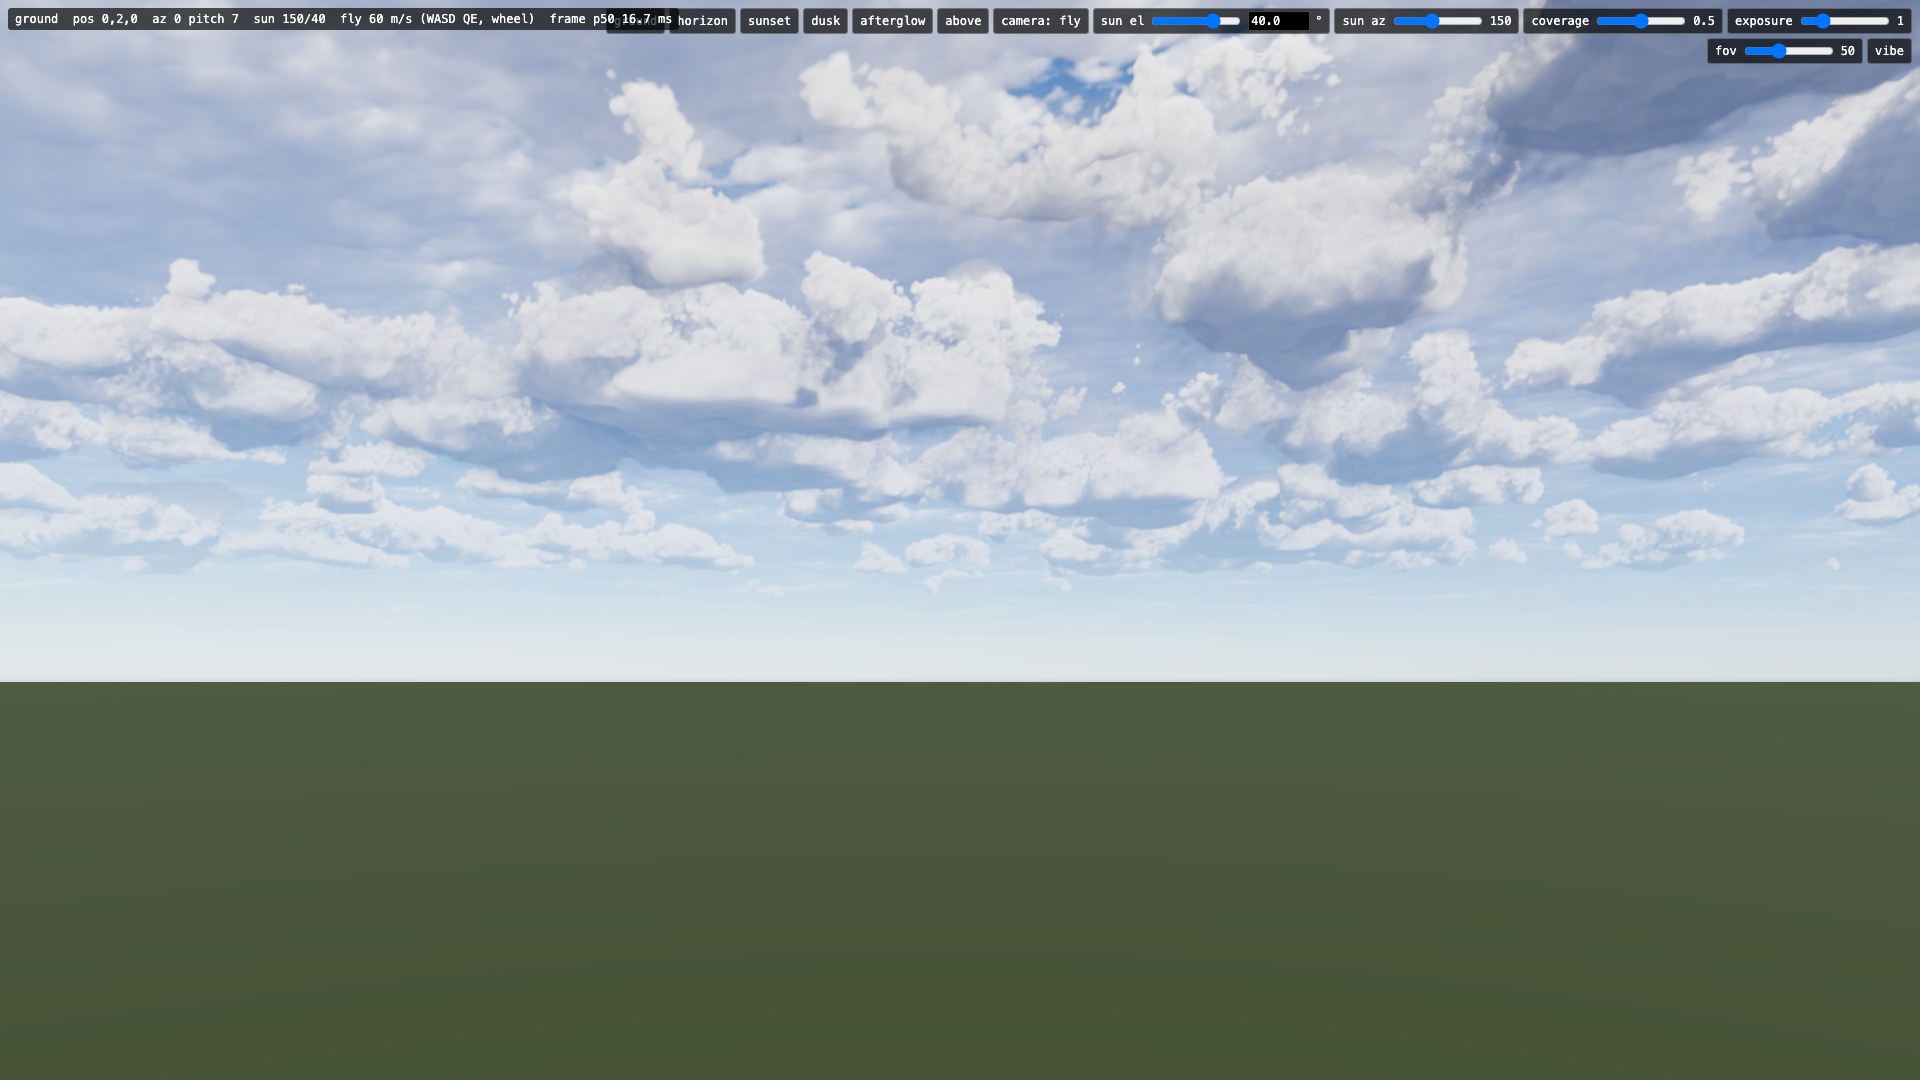 ground pos 0,2,0 az 0 pitch 7 sun 150/40 fly 60 m/s (WASD QE, wheel) frame p50 16.7 ms horizon sunset dusk afterglow above camera: fly sun el 40.0 ° sun az 150 coverage 0.5 exposure 1
fov 50 vibe